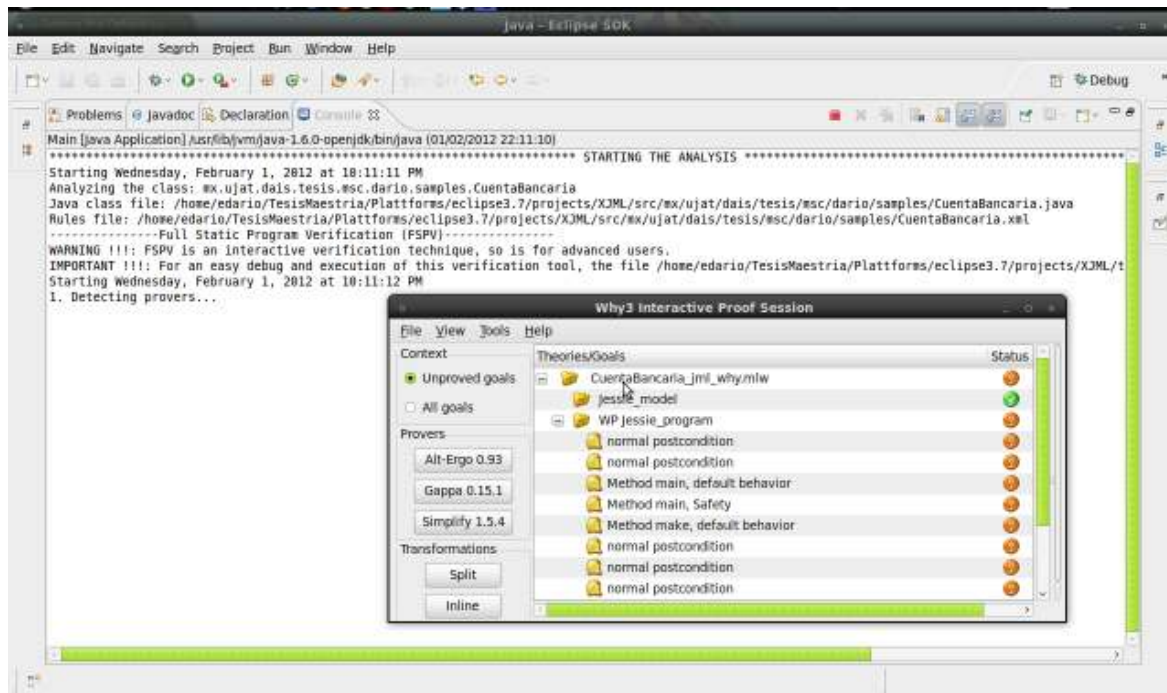 Java - Eclipse SDK
File Edit Navigate Search Project Run Window Help
Debug
Problems Javadoc Declaration Console
Main [Java Application] /usr/lib/jvm/java-1.6.0-openjdk/bin/java (01/02/2012 22:11:10)
STARTING THE ANALYSIS
Starting Wednesday, February 1, 2012 at 10:11:11 PM
Analyzing the class: mx.ujat.dais.tesis.msc.dario.samples.CuentaBancaria
Java class file: /home/edario/TesisMaestria/Plattforms/eclipse3.7/projects/XJML/src/mx/ujat/dais/tesis/msc/dario/samples/CuentaBancaria.java
Rules file: /home/edario/TesisMaestria/Plattforms/eclipse3.7/projects/XJML/src/mx/ujat/dais/tesis/msc/dario/samples/CuentaBancaria.xml
---------------Full Static Program Verification (FSPV)---------------
WARNING !!!: FSPV is an interactive verification technique, so is for advanced users.
IMPORTANT !!!: For an easy debug and execution of this verification tool, the file /home/edario/TesisMaestria/Plattforms/eclipse3.7/projects/XJML/t
Starting Wednesday, February 1, 2012 at 10:11:12 PM
1. Detecting provers...
Why3 Interactive Proof Session
File View Tools Help
Context
Unproved goals
All goals
Provers
Alt-Ergo 0.93
Gappa 0.15.1
Simplify 1.5.4
Transformations
Split
Inline
Theories/Goals Status
CuentaBancaria_jml_why.mlw
Jessie_model
WP Jessie_program
normal postcondition
normal postcondition
Method main, default behavior
Method main, Safety
Method make, default behavior
normal postcondition
normal postcondition
normal postcondition